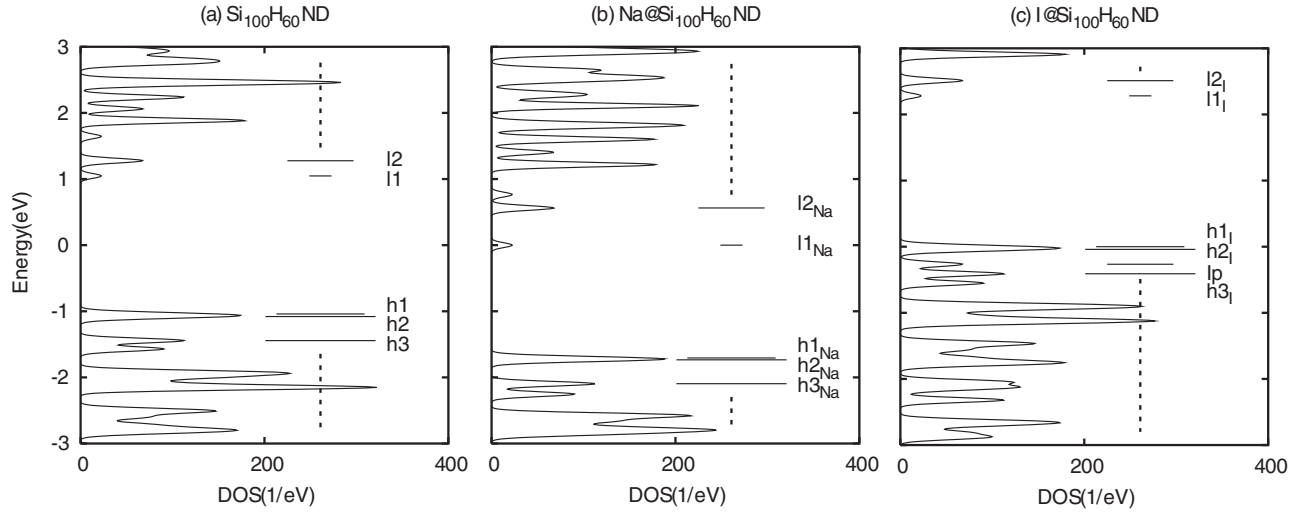 (a) Si₁₀₀H₆₀ND
3
2
1
0
-1
-2
-3
Energy(eV)
l2
l1
h1
h2
h3
0
200
400
DOS(1/eV)
(b) Na@Si₁₀₀H₆₀ND
l2Na
l1Na
h1Na
h2Na
h3Na
0
200
400
DOS(1/eV)
(c) I@Si₁₀₀H₆₀ND
l2I
l1I
h1I
h2I
Ip
h3I
0
200
400
DOS(1/eV)